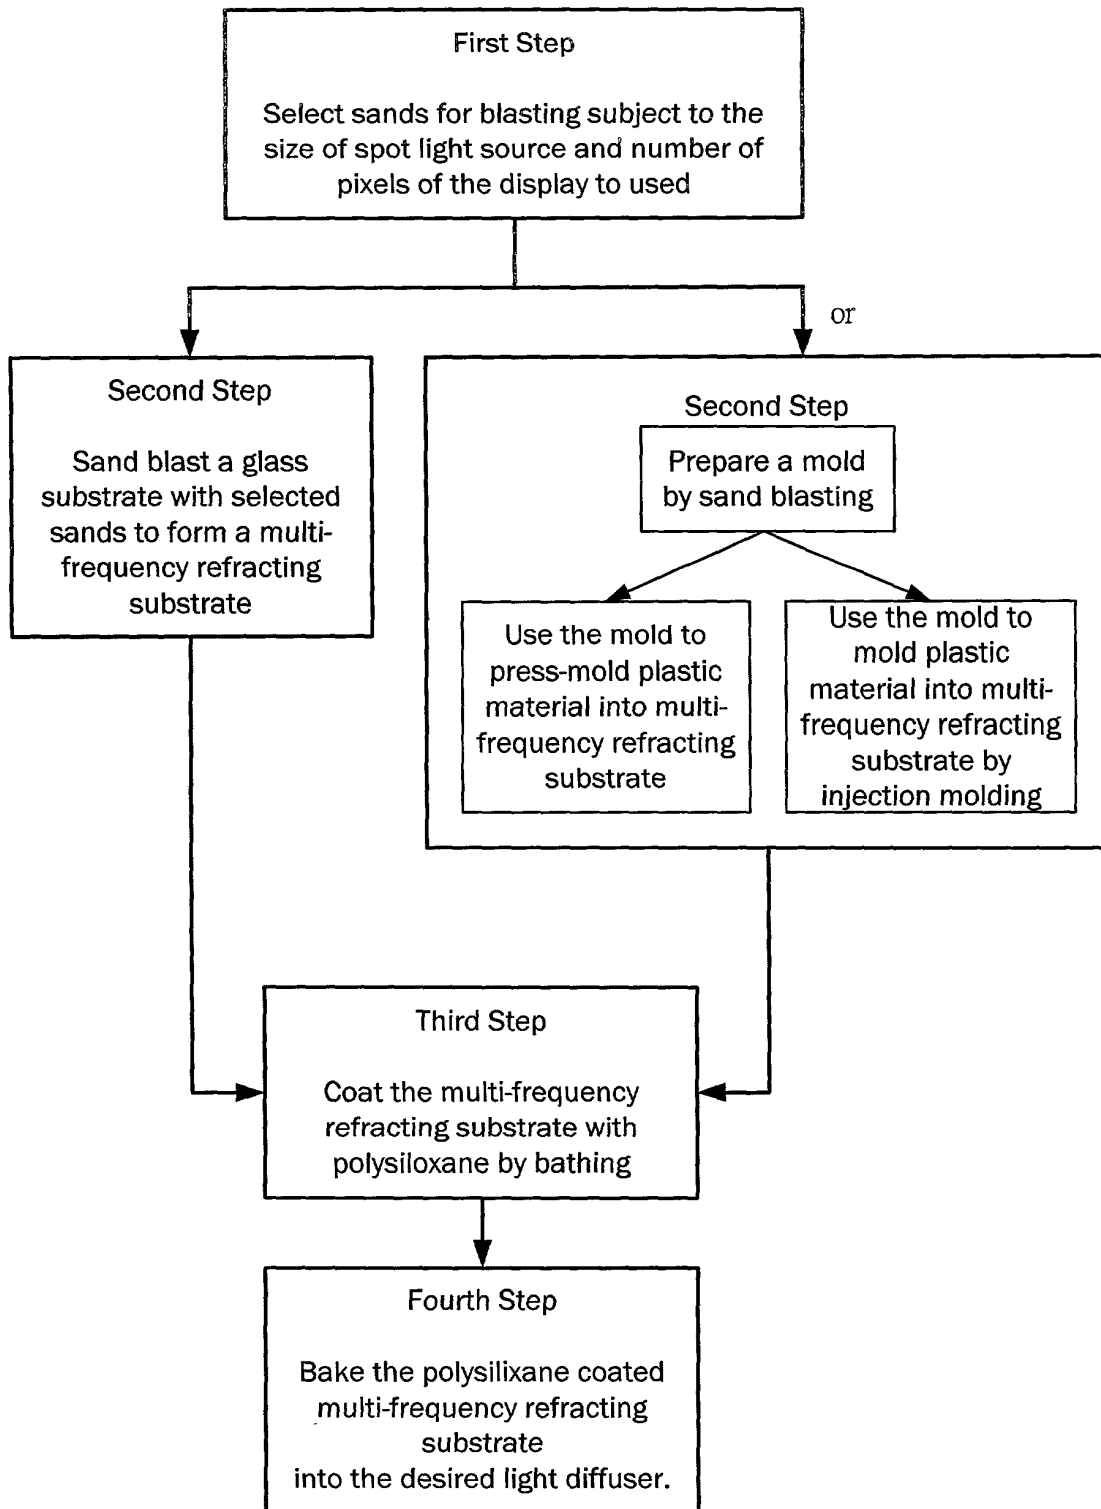 First Step
Select sands for blasting subject to the
size of spot light source and number of
pixels of the display to used
or
Second Step
Sand blast a glass
substrate with selected
sands to form a multi-
frequency refracting
substrate
Second Step
Prepare a mold
by sand blasting
Use the mold to
press-mold plastic
material into multi-
frequency refracting
substrate
Use the mold to
mold plastic
material into multi-
frequency refracting
substrate by
injection molding
Third Step
Coat the multi-frequency
refracting substrate with
polysiloxane by bathing
Fourth Step
Bake the polysilixane coated
multi-frequency refracting
substrate
into the desired light diffuser.